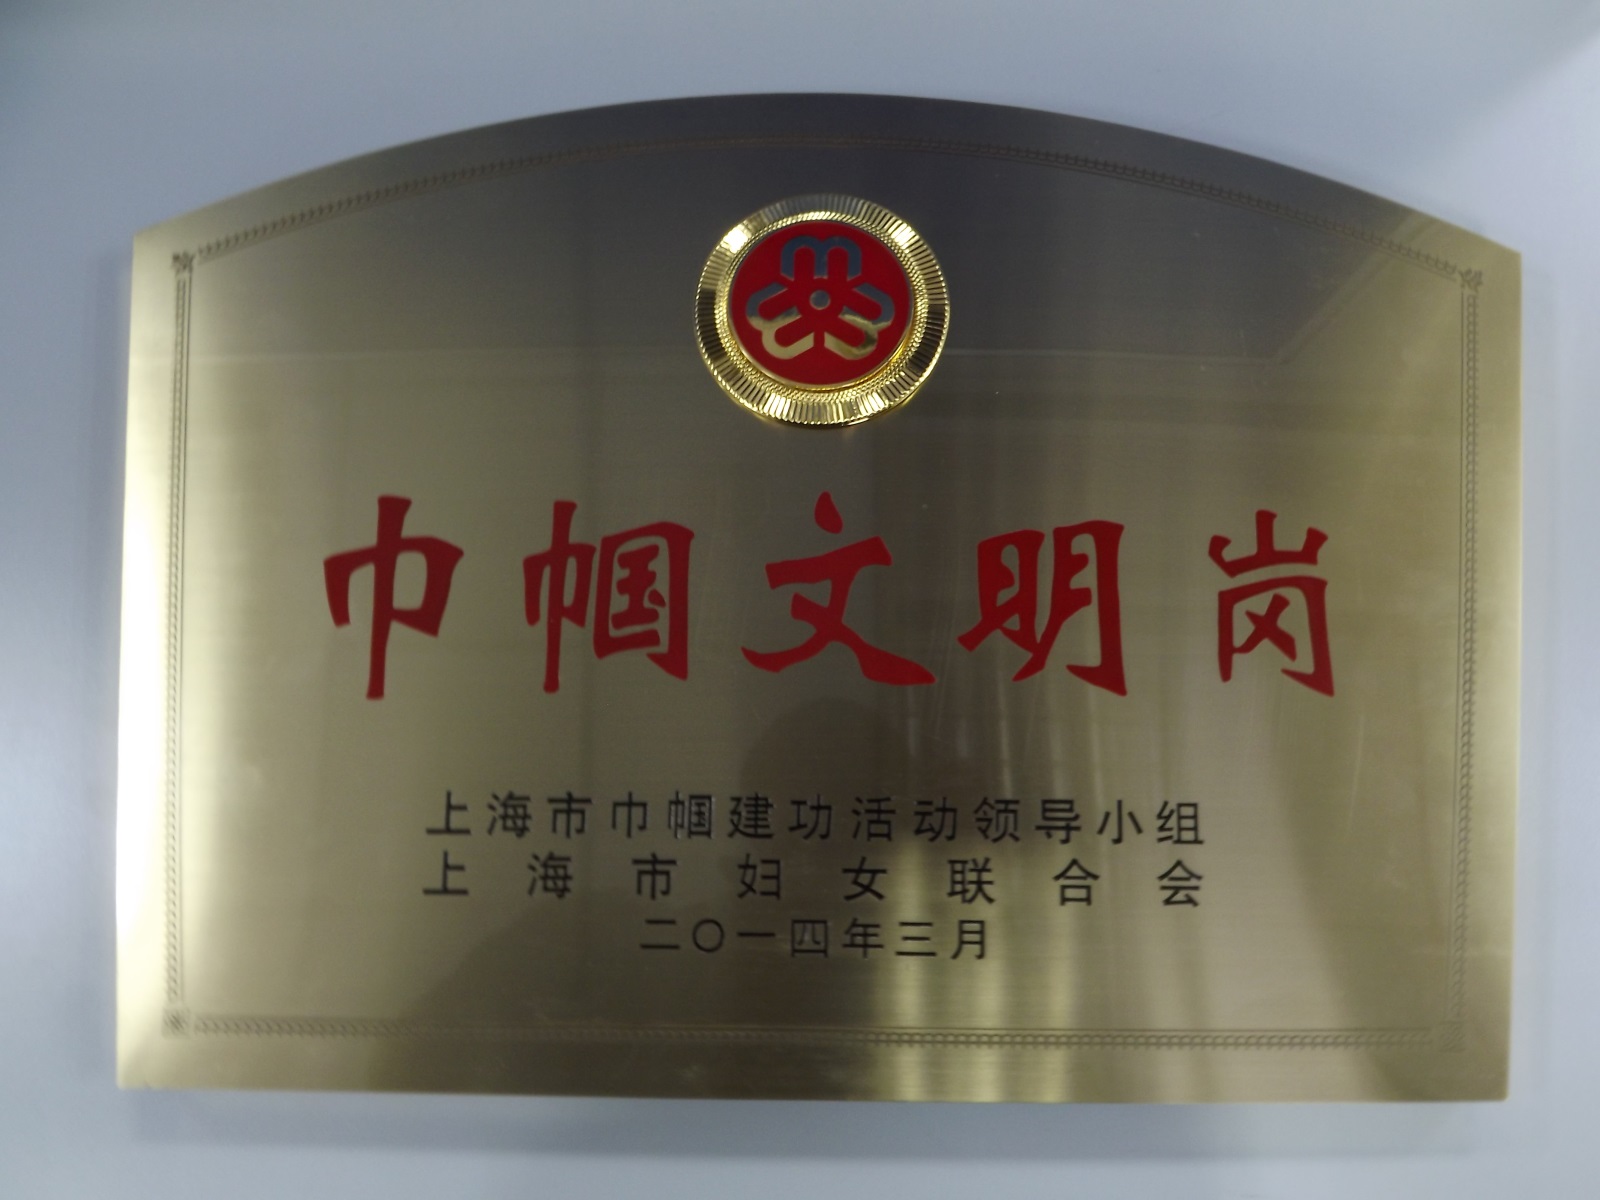 巾帼文明岗
上海市巾帼建功活动领导小组
上海市妇女联合会
二〇一四年三月